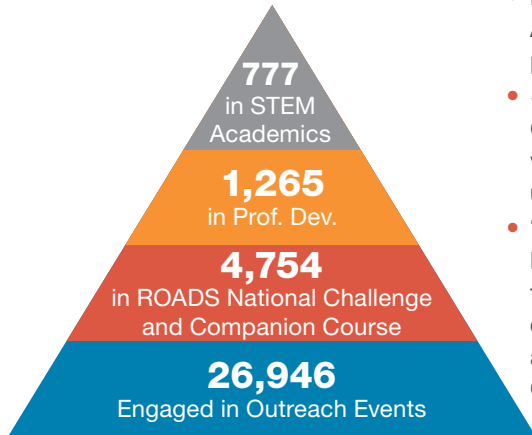 777
in STEM
Academics
1,265
in Prof. Dev.
4,754
in ROADS National Challenge
and Companion Course
26,946
Engaged in Outreach Events